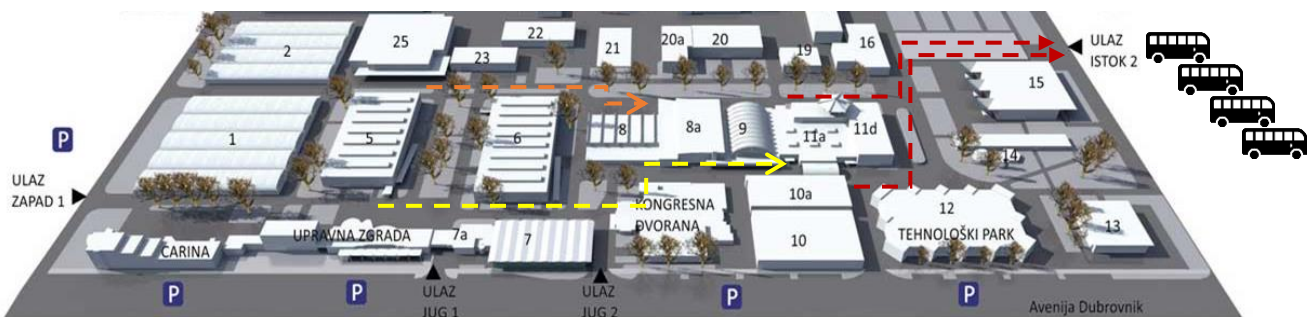 22
16
20a
20
21
19
25
2
23
ULAZ
ISTOK 2
15
P
1
5
6
8
8a
9
11a
11d
14
ULAZ
ZAPAD 1
10a
KONGRESNA
DVORANA
12
TEHNOLOŠKI PARK
13
ČARINA
UPRAVNA ZGRADA
7a
7
10
P
P
ULAZ
JUG 1
ULAZ
JUG 2
P
P
Avenija Dubrovnik